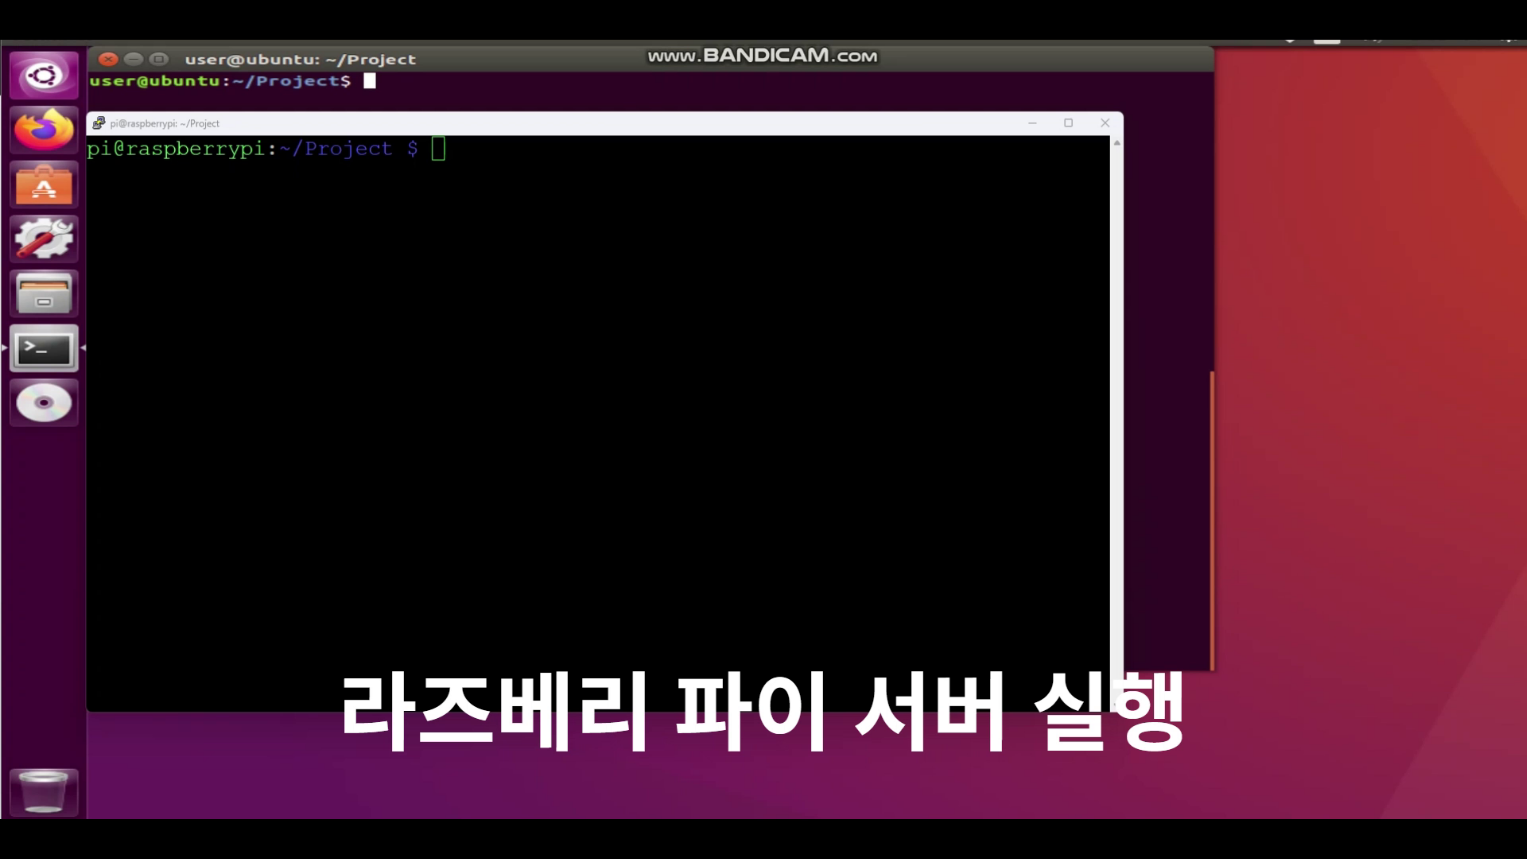 user@ubuntu: ~/Project
www.BANDICAM.com
user@ubuntu:~/Project$
pi@raspberrypi: ~/Project
pi@raspberrypi:~/Project $
라즈베리 파이 서버 실행